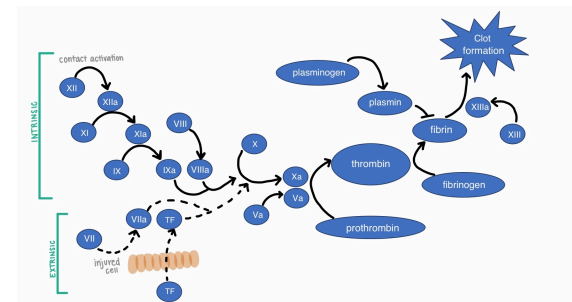 contact activation
INTRINSIC
XII
XIIa
XI
XIa
IX
IXa
VIII
VIIIa
X
Xa
Va
Va
plasminogen
plasmin
Clot
formation
XIIIa
XIII
fibrin
thrombin
fibrinogen
prothrombin
EXTRINSIC
VII
VIIa
TF
injured
cell
TF